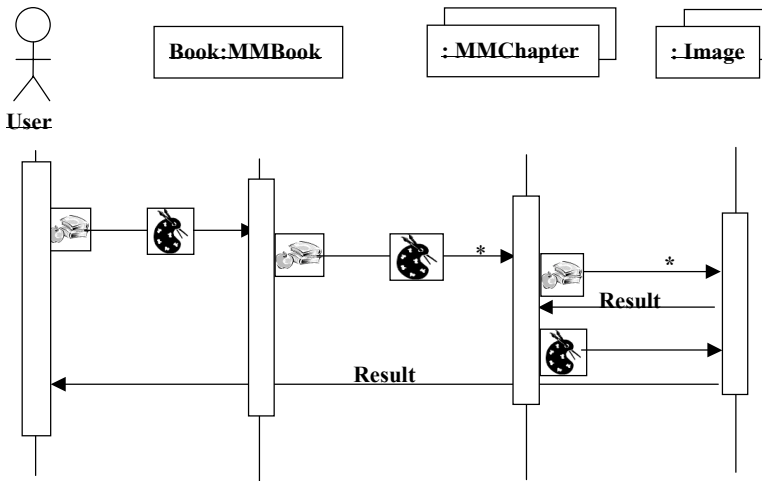 Book:MMBook
: MMChapter
: Image
User
*
*
Result
Result